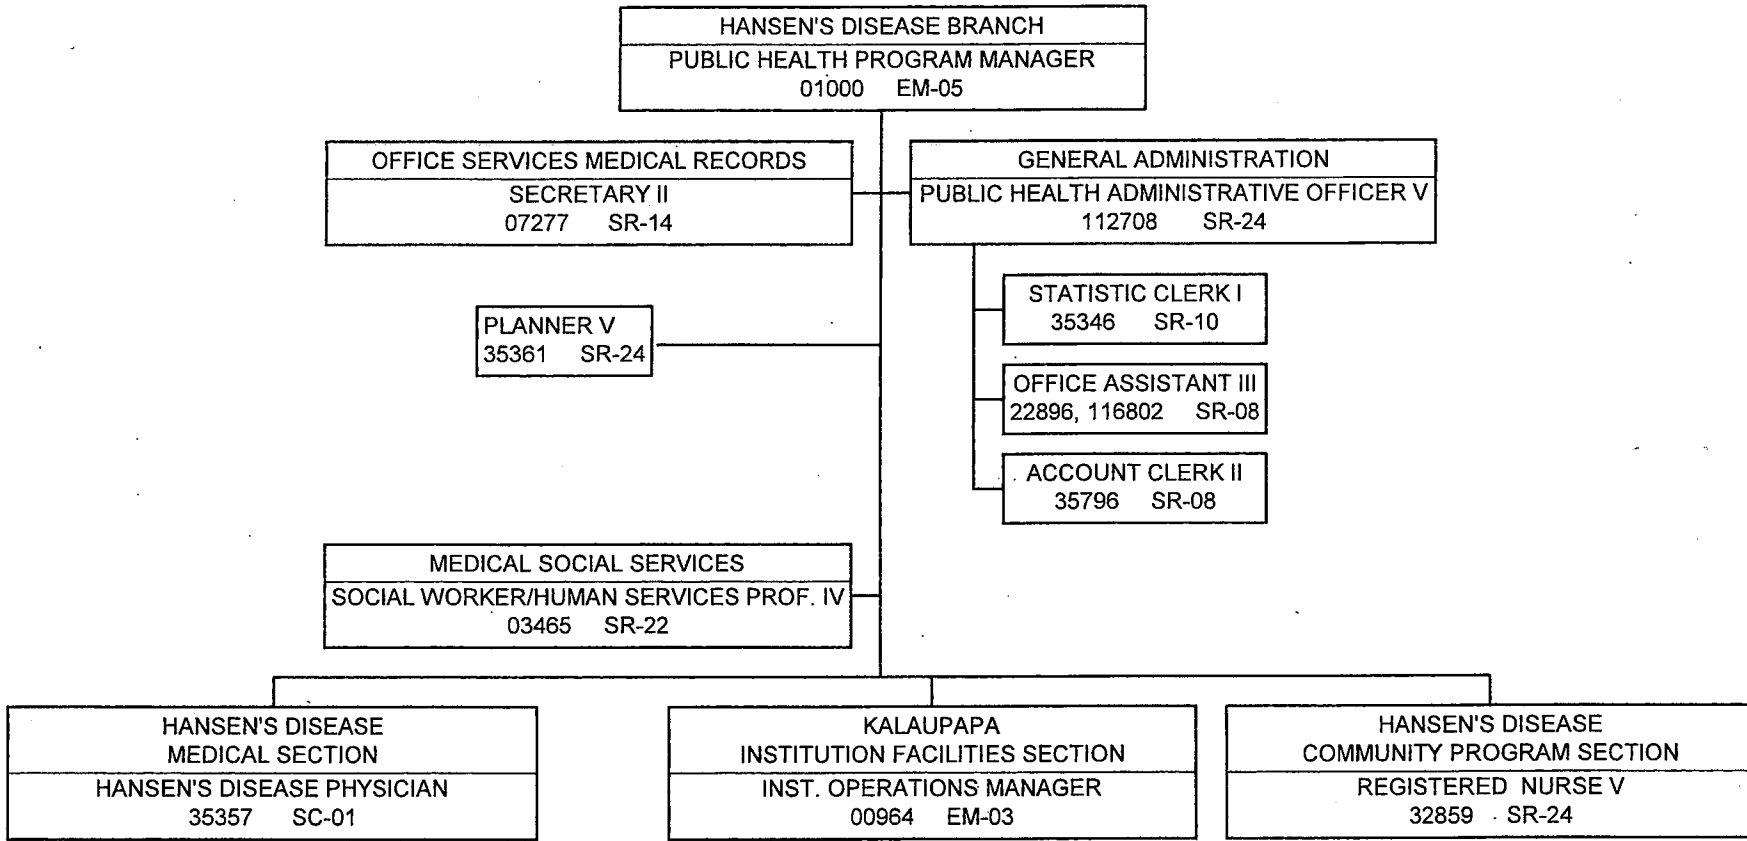 HANSEN'S DISEASE BRANCH
PUBLIC HEALTH PROGRAM MANAGER
01000 EM-05
OFFICE SERVICES MEDICAL RECORDS
SECRETARY II
07277 SR-14
GENERAL ADMINISTRATION
PUBLIC HEALTH ADMINISTRATIVE OFFICER V
112708 SR-24
STATISTIC CLERK I
35346 SR-10
PLANNER V
35361 SR-24
OFFICE ASSISTANT III
22896, 116802 SR-08
ACCOUNT CLERK II
35796 SR-08
MEDICAL SOCIAL SERVICES
SOCIAL WORKER/HUMAN SERVICES PROF. IV
03465 SR-22
HANSEN'S DISEASE
MEDICAL SECTION
HANSEN'S DISEASE PHYSICIAN
35357 SC-01
KALAUPAPA
INSTITUTION FACILITIES SECTION
INST. OPERATIONS MANAGER
00964 EM-03
HANSEN'S DISEASE
COMMUNITY PROGRAM SECTION
REGISTERED NURSE V
32859 SR-24